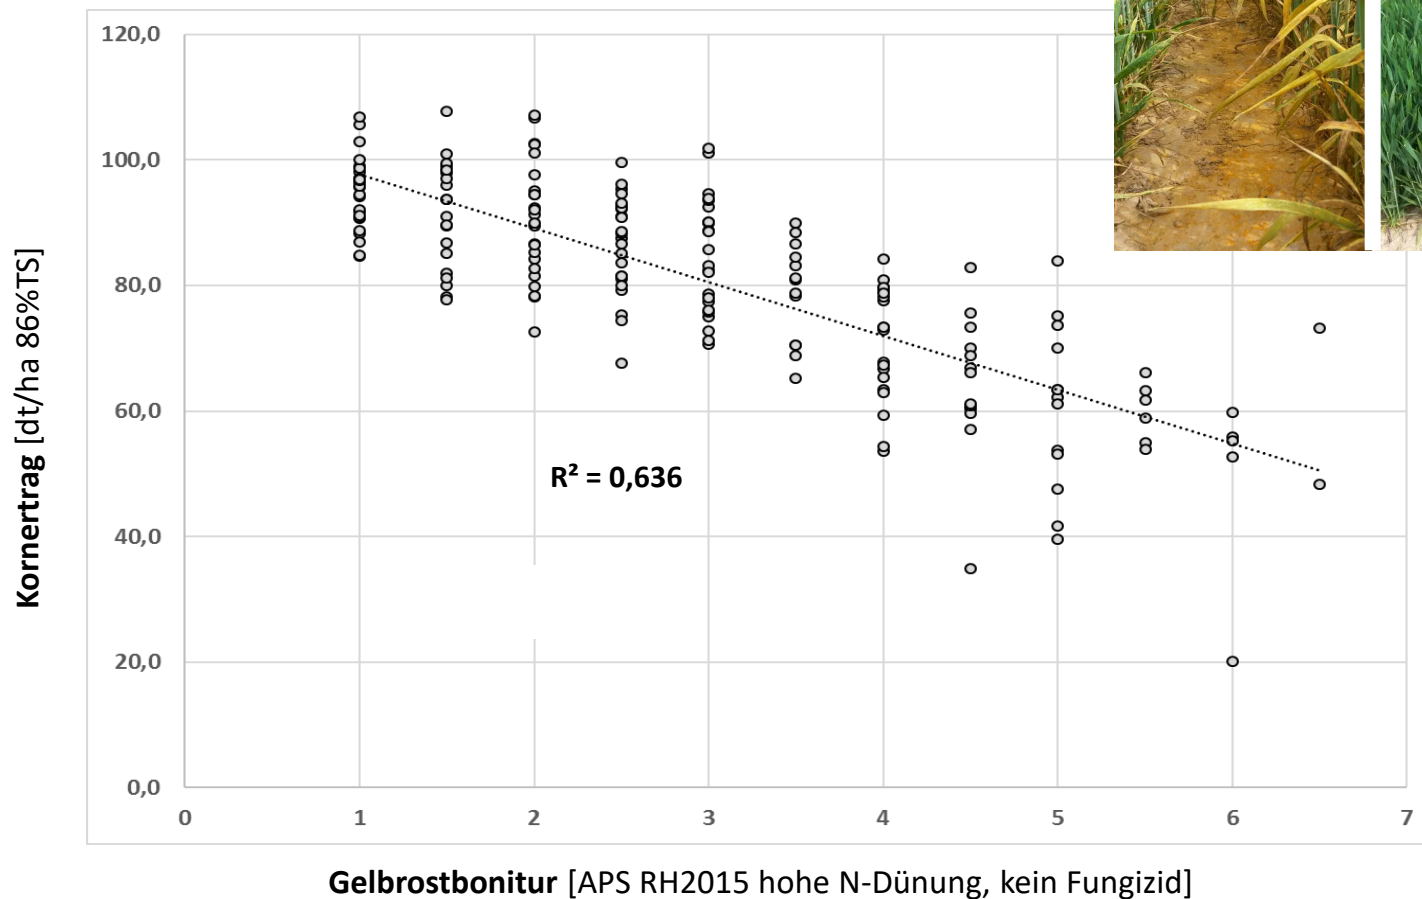 120,0
100,0
80,0
60,0
40,0
20,0
0,0
Kornertrag [dt/ha 86%TS]
R² = 0,636
0 1 2 3 4 5 6 7
Gelbrostbonitur [APS RH2015 hohe N-Dünung, kein Fungizid]